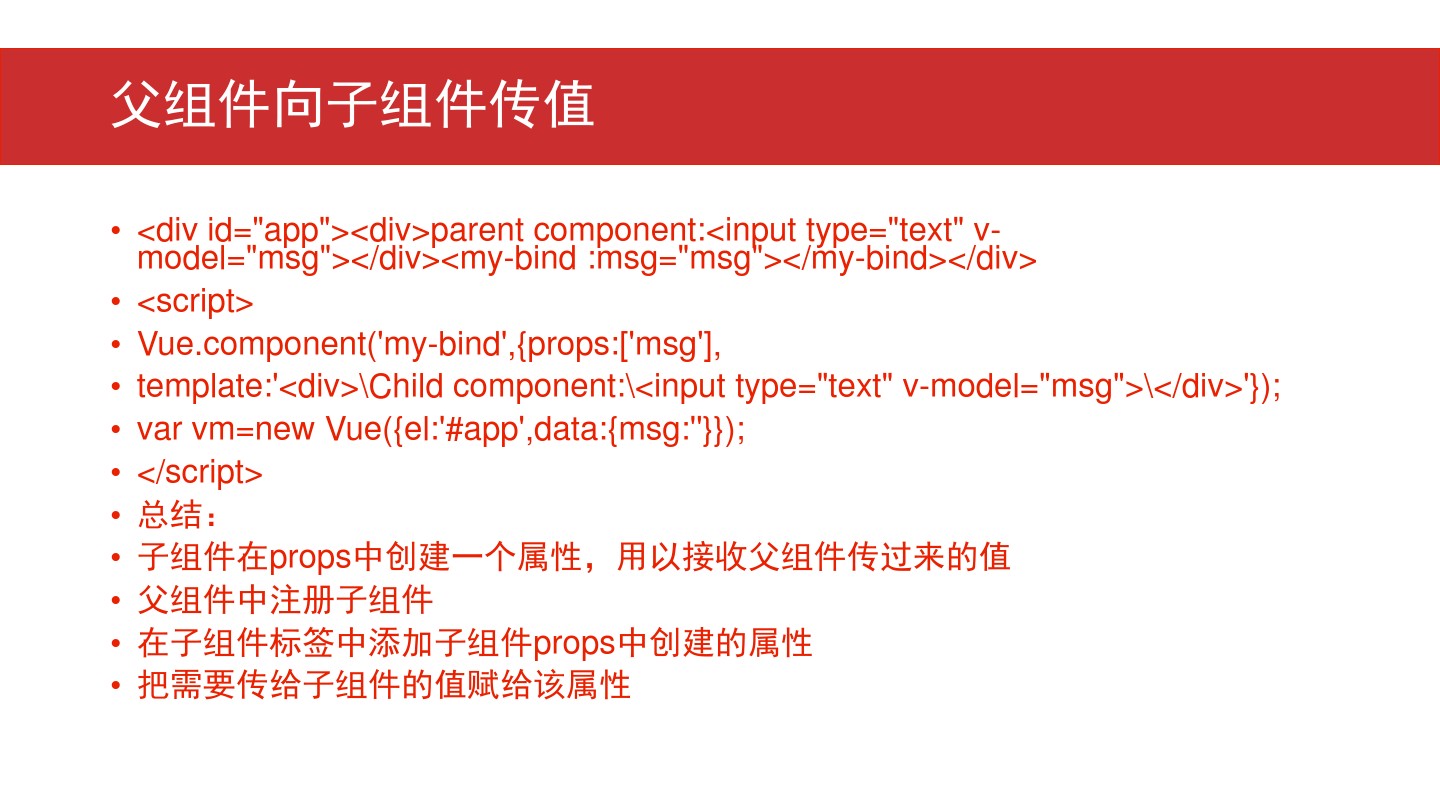 父组件向子组件传值
• <div id="app"><div>parent component:<input type="text" v-
model="msg"></div><my-bind :msg="msg"></my-bind></div>
• <script>
• Vue.component('my-bind',{props:['msg'],
• template:'<div>\Child component:\<input type="text" v-model="msg">\</div>'});
• var vm=new Vue({el:'#app',data:{msg:''}});
• </script>
• 总结：
• 子组件在props中创建一个属性，用以接收父组件传过来的值
• 父组件中注册子组件
• 在子组件标签中添加子组件props中创建的属性
• 把需要传给子组件的值赋给该属性